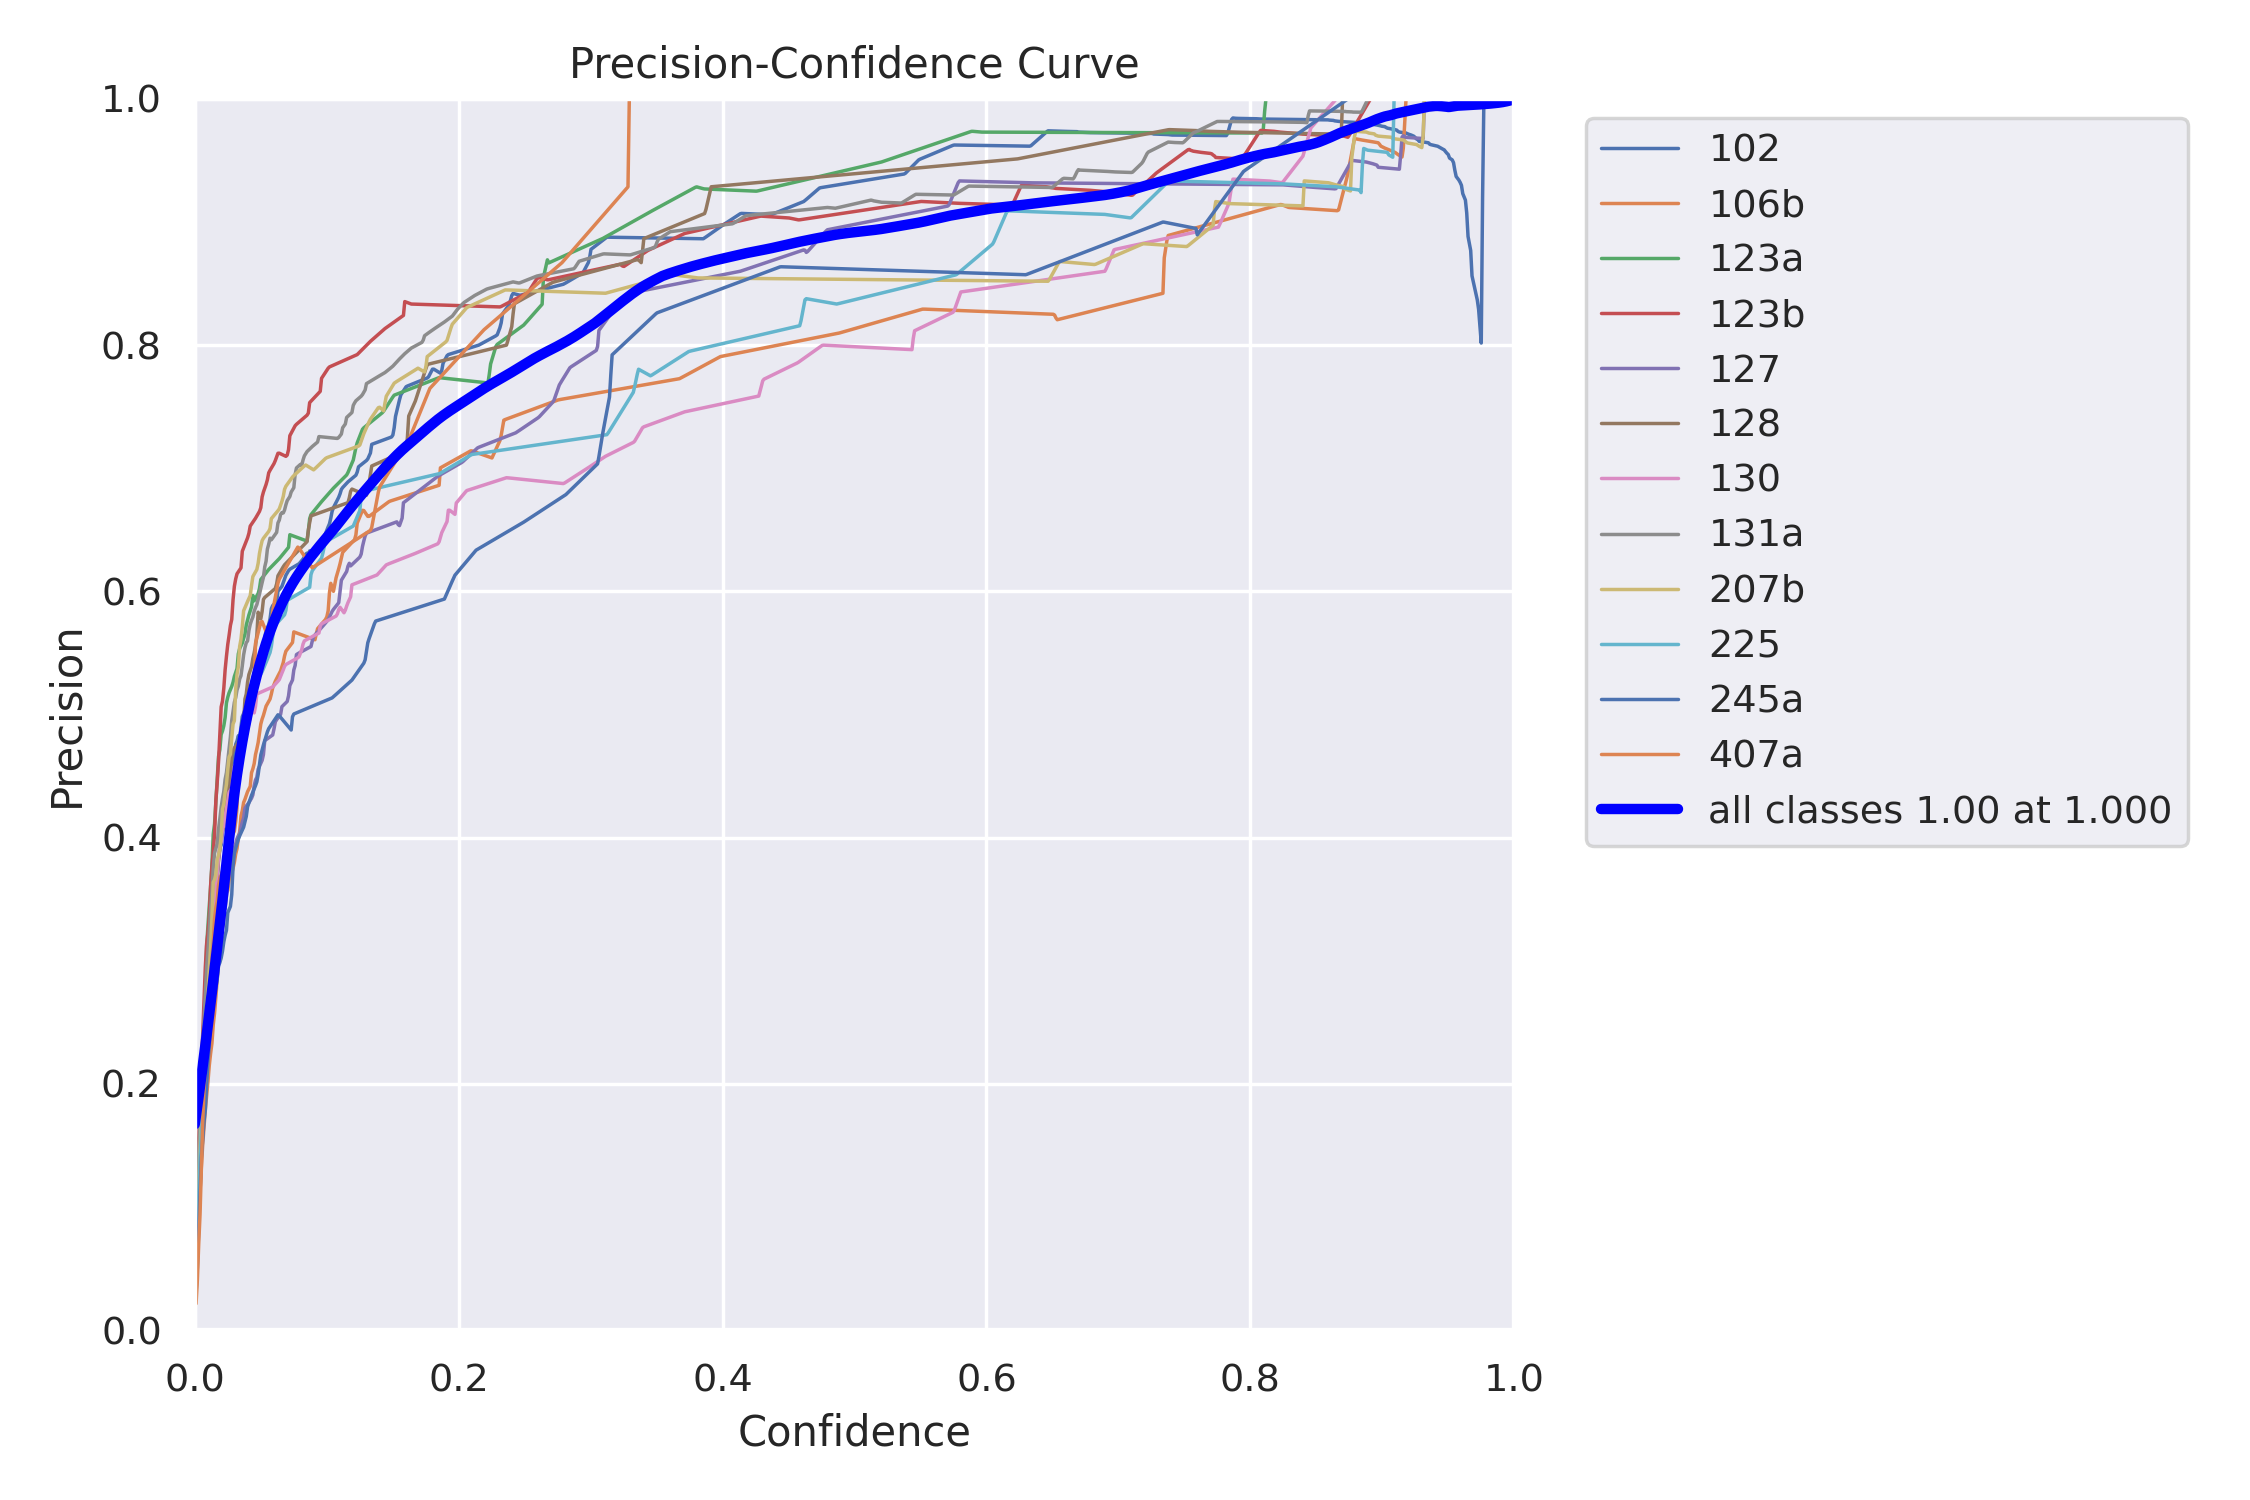 Precision-Confidence Curve
1.0
0.8
0.6
0.4
0.2
0.0
Precision
0.0 0.2 0.4 0.6 0.8 1.0
Confidence
102
106b
123a
123b
127
128
130
131a
207b
225
245a
407a
all classes 1.00 at 1.000